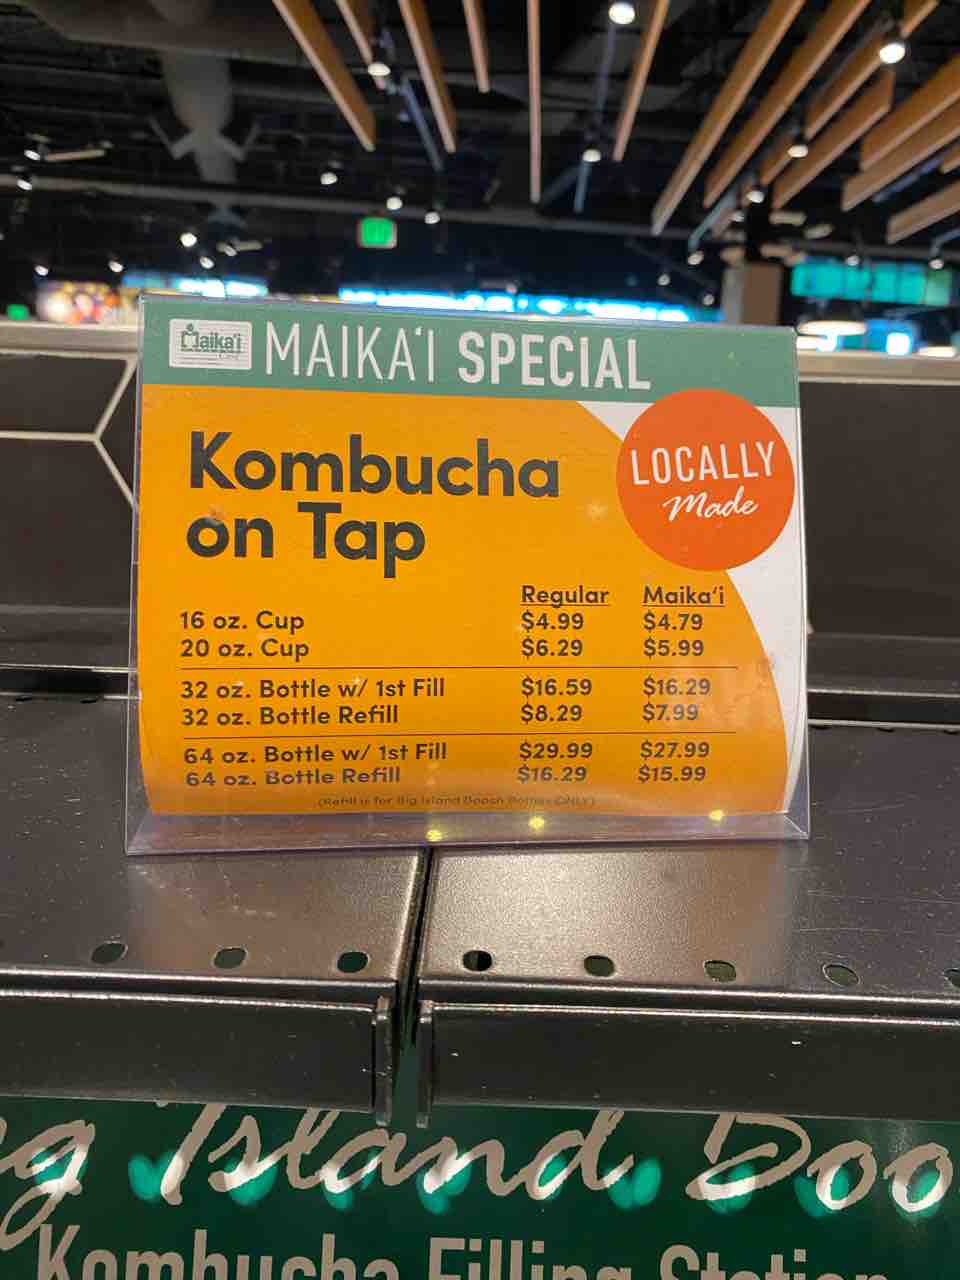 Maika'i
MAIKA‘I SPECIAL
LOCALLY
Made
Kombucha
on Tap
Regular Maika‘i
16 oz. Cup $4.99 $4.79
20 oz. Cup $6.29 $5.99
32 oz. Bottle w/ 1st Fill $16.59 $16.29
32 oz. Bottle Refill $8.29 $7.99
64 oz. Bottle w/ 1st Fill $29.99 $27.99
64 oz. Bottle Refill $16.29 $15.99
(Refill is for Big Island Booch Bottles ONLY)
Island Boo
Kombucha Filling Station